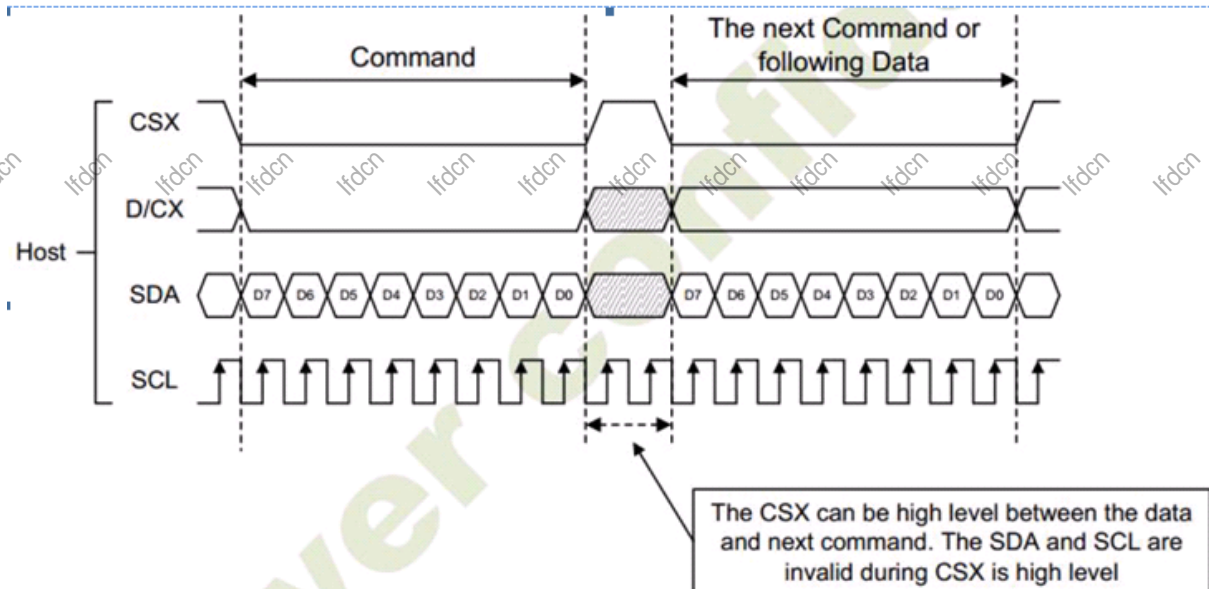 Command
The next Command or
following Data
CSX
lfdcn lfdcn lfdcn lfdcn lfdcn lfdcn lfdcn lfdcn lfdcn lfdcn lfdcn lfdcn
D/CX
Host
SDA
D7 D6 D5 D4 D3 D2 D1 D0 D7 D6 D5 D4 D3 D2 D1 D0
SCL
The CSX can be high level between the data
and next command. The SDA and SCL are
invalid during CSX is high level